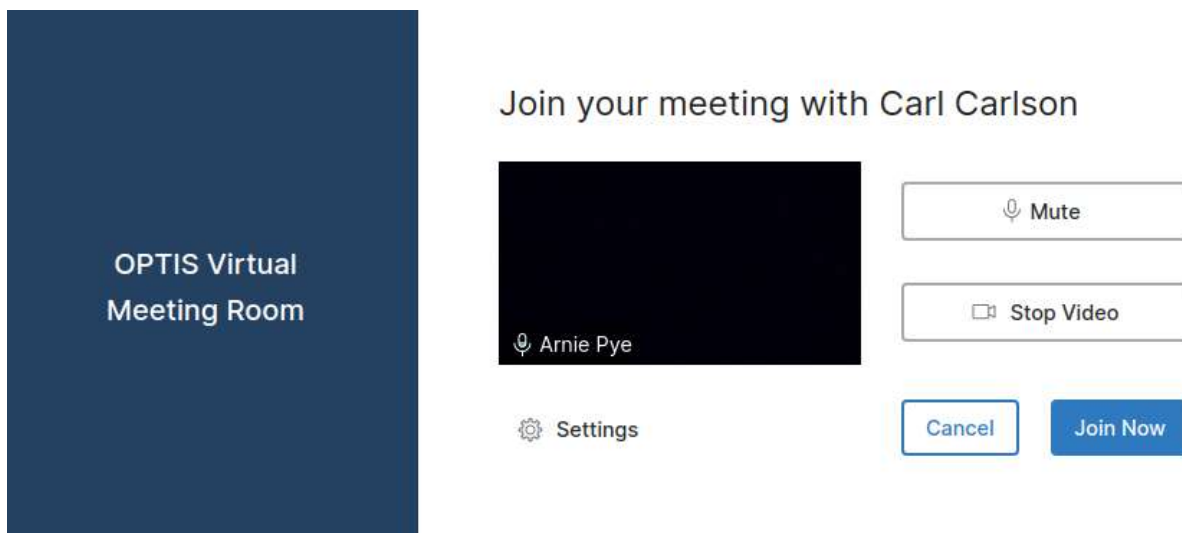 OPTIS Virtual
Meeting Room
Join your meeting with Carl Carlson
Arnie Pye
Mute
Stop Video
Settings
Cancel
Join Now